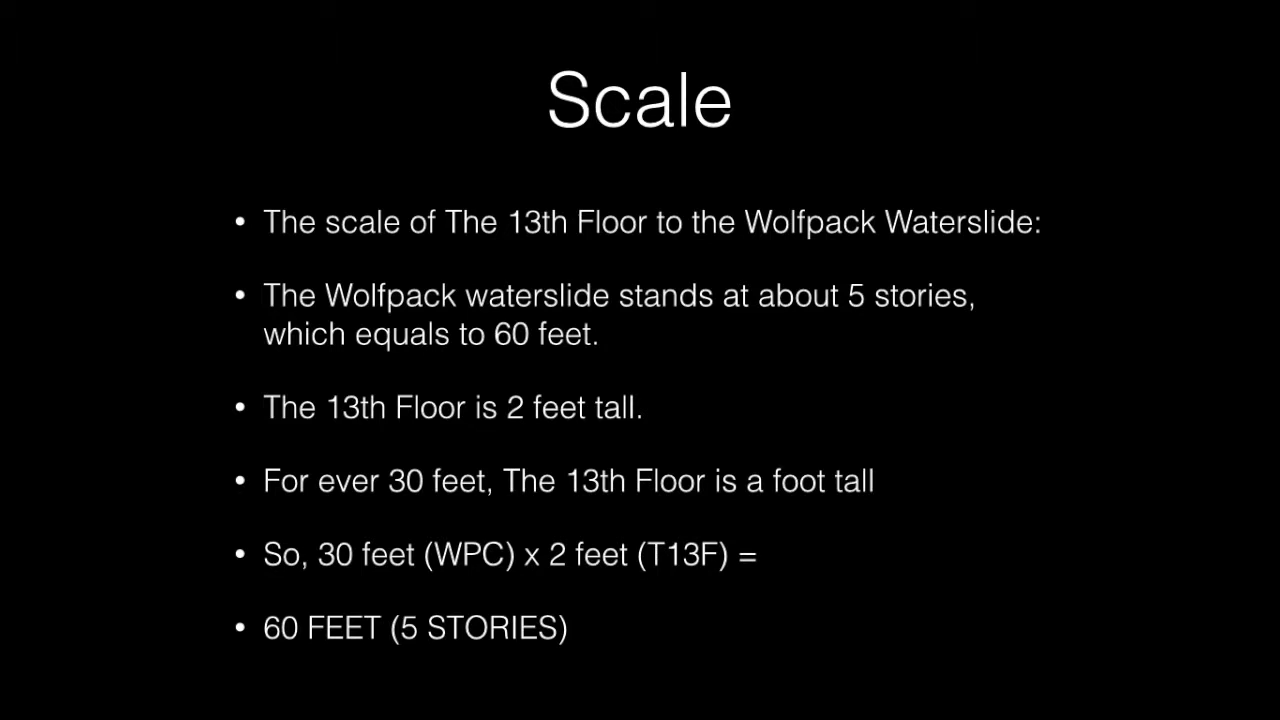 Scale
• The scale of The 13th Floor to the Wolfpack Waterslide:
• The Wolfpack waterslide stands at about 5 stories,
which equals to 60 feet.
• The 13th Floor is 2 feet tall.
• For ever 30 feet, The 13th Floor is a foot tall
• So, 30 feet (WPC) x 2 feet (T13F) =
• 60 FEET (5 STORIES)